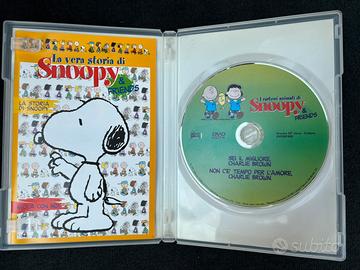 La vera storia di
Snoopy
& FRIENDS
LA STORIA
DI SNOOPY
I cartoni animati di
Snoopy
& FRIENDS
DVD
SEI IL MIGLIORE,
CHARLIE BROWN
NON C'E' TEMPO PER L'AMORE,
CHARLIE BROWN
subito